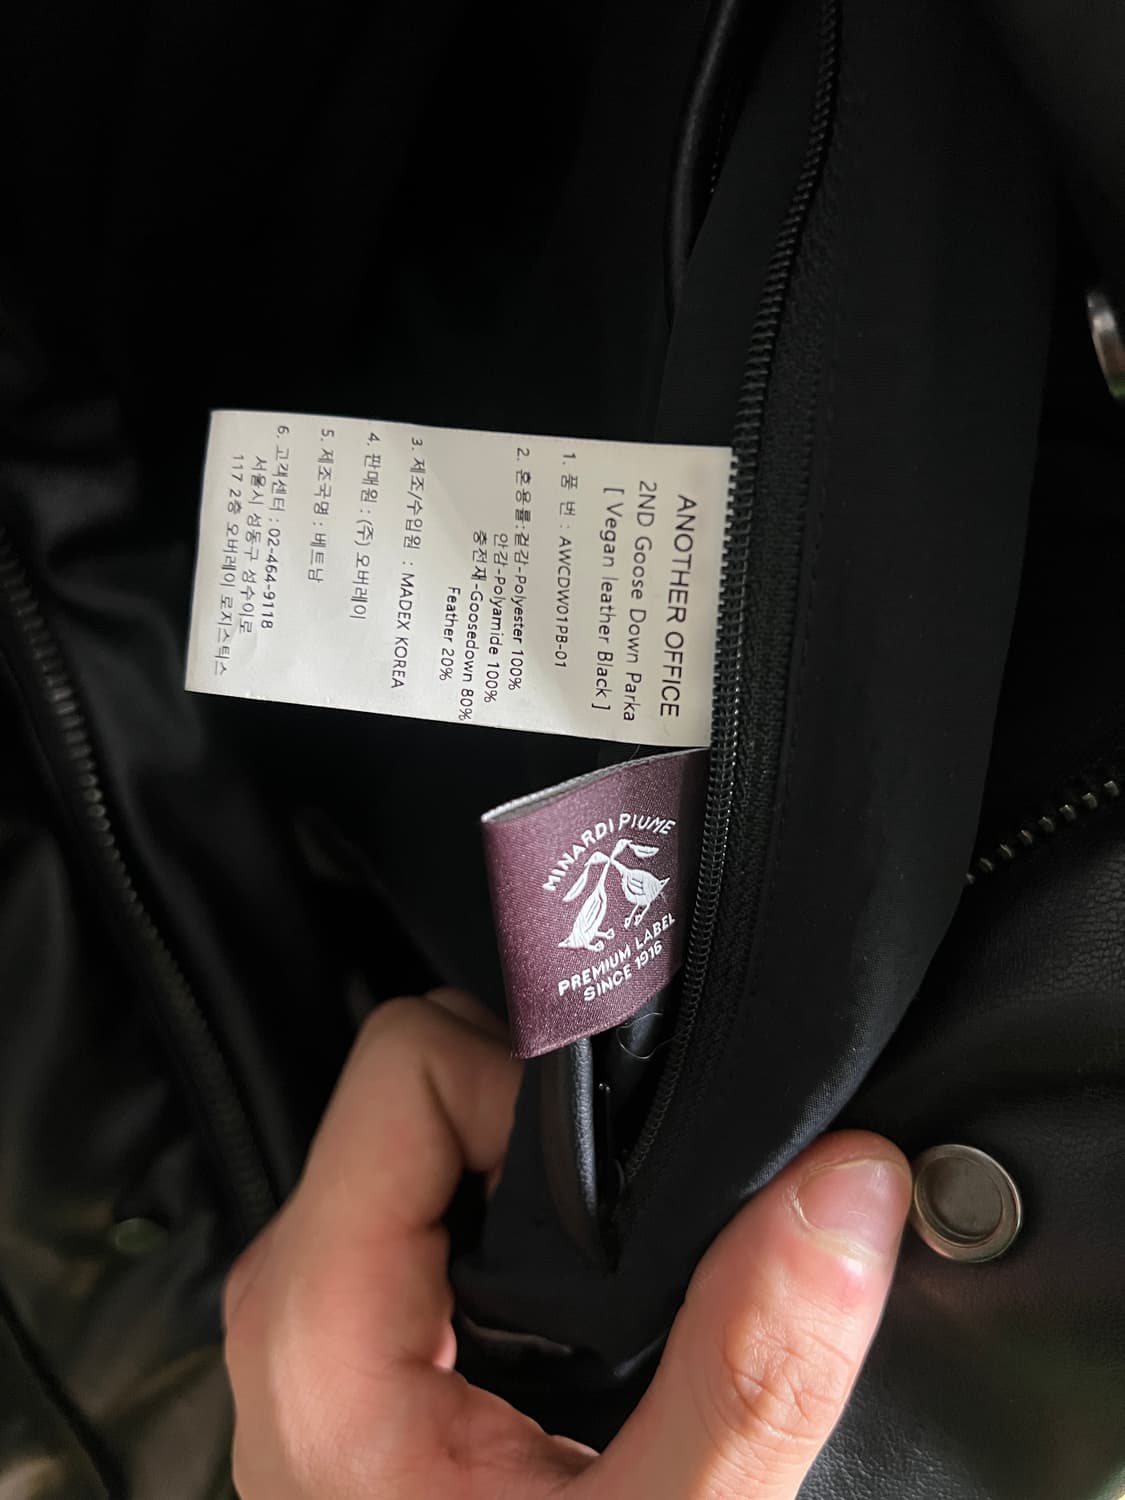 ANOTHER OFFICE
2ND Goose Down Parka
[ Vegan leather Black ]
1. 품 번 : AWCDW01PB-01
2. 혼용률:겉감-Polyester 100%
안감-Polyamide 100%
충전재-Goosedown 80%
Feather 20%
3. 제조/수입원 : MADEX KOREA
4. 판매원 : (주) 오버레이
5. 제조국명 : 베트남
6. 고객센터 : 02-464-9118
서울시 성동구 성수이로
117 2층 오버레이 로지스틱스
MINARDI PIUME
PREMIUM LABEL
SINCE 1916